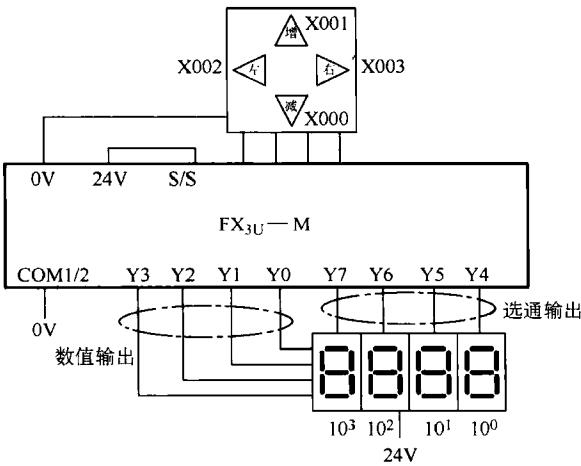 X001
增
X002
左
右
X003
减
X000
0V
24V
S/S
FX3U — M
COM1/2
Y3
Y2
Y1
Y0
Y7
Y6
Y5
Y4
0V
数值输出
选通输出
10³
10²
10¹
10⁰
24V